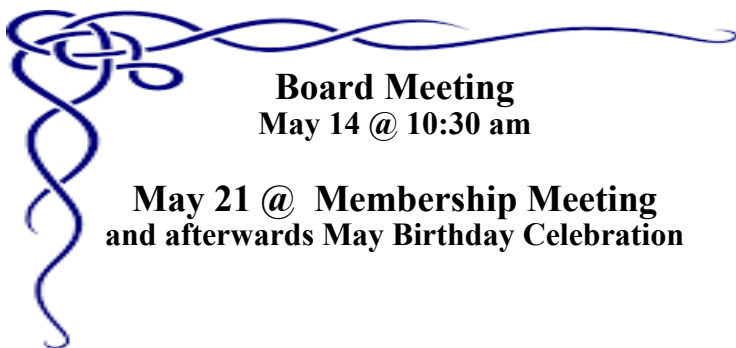 Board Meeting
May 14 @ 10:30 am
May 21 @ Membership Meeting
and afterwards May Birthday Celebration